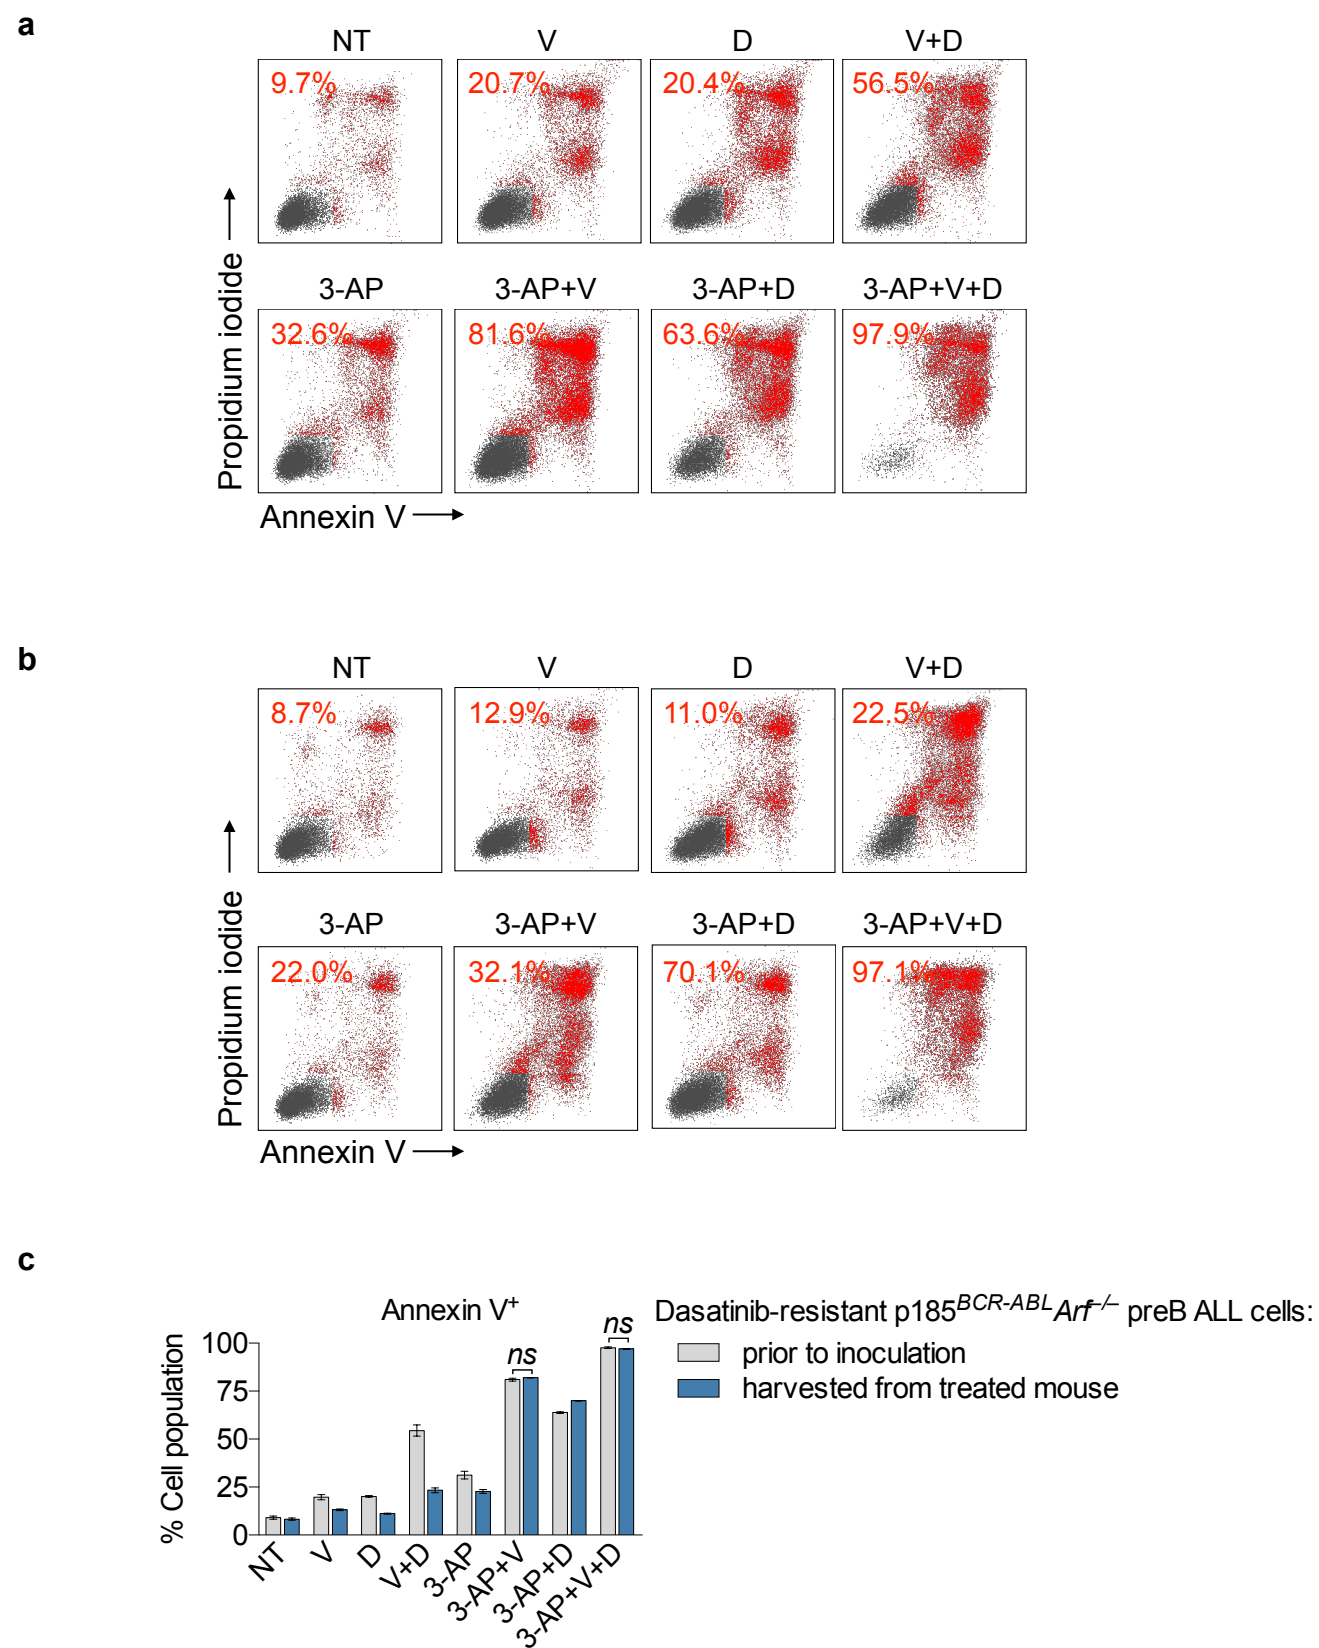 a
NT V D V+D
9.7% 20.7% 20.4% 56.5%
3-AP 3-AP+V 3-AP+D 3-AP+V+D
32.6% 81.6% 63.6% 97.9%
Propidium iodide
Annexin V
b
NT V D V+D
8.7% 12.9% 11.0% 22.5%
3-AP 3-AP+V 3-AP+D 3-AP+V+D
22.0% 32.1% 70.1% 97.1%
Propidium iodide
Annexin V
c
Annexin V⁺
Dasatinib-resistant p185ᴮᶜᴿ⁻ᴬᴮᴸArf⁻/⁻ preB ALL cells:
prior to inoculation
harvested from treated mouse
% Cell population
100
75
50
25
0
ns
ns
NT V D V+D 3-AP 3-AP+V 3-AP+D 3-AP+V+D